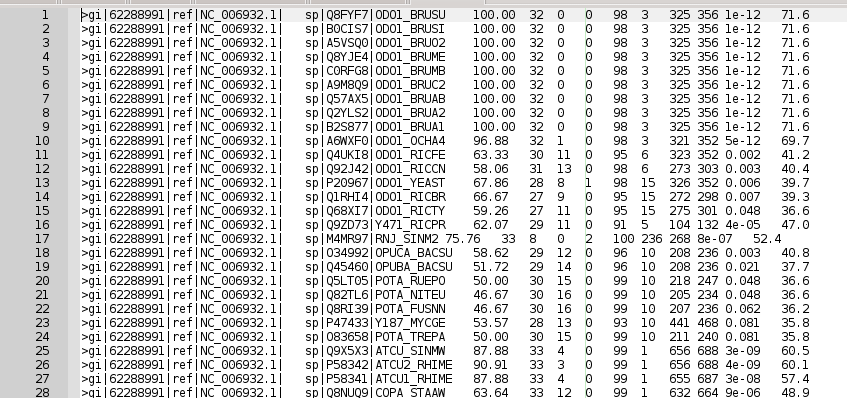 1 >gi|62288991|ref|NC_006932.1| sp|Q8FYF7|ODO1_BRUSU 100.00 32 0 0 98 3 325 356 1e-12 71.6
2 >gi|62288991|ref|NC_006932.1| sp|B0CIS7|ODO1_BRUSI 100.00 32 0 0 98 3 325 356 1e-12 71.6
3 >gi|62288991|ref|NC_006932.1| sp|A5VSQ0|ODO1_BRUO2 100.00 32 0 0 98 3 325 356 1e-12 71.6
4 >gi|62288991|ref|NC_006932.1| sp|Q8YJE4|ODO1_BRUME 100.00 32 0 0 98 3 325 356 1e-12 71.6
5 >gi|62288991|ref|NC_006932.1| sp|C0RFG8|ODO1_BRUMB 100.00 32 0 0 98 3 325 356 1e-12 71.6
6 >gi|62288991|ref|NC_006932.1| sp|A9M8Q9|ODO1_BRUC2 100.00 32 0 0 98 3 325 356 1e-12 71.6
7 >gi|62288991|ref|NC_006932.1| sp|Q57AX5|ODO1_BRUAB 100.00 32 0 0 98 3 325 356 1e-12 71.6
8 >gi|62288991|ref|NC_006932.1| sp|Q2YLS2|ODO1_BRUA2 100.00 32 0 0 98 3 325 356 1e-12 71.6
9 >gi|62288991|ref|NC_006932.1| sp|B2S877|ODO1_BRUA1 100.00 32 0 0 98 3 325 356 1e-12 71.6
10 >gi|62288991|ref|NC_006932.1| sp|A6WXF0|ODO1_OCHA4 96.88 32 1 0 98 3 321 352 5e-12 69.7
11 >gi|62288991|ref|NC_006932.1| sp|Q4UKI8|ODO1_RICFE 63.33 30 11 0 95 6 323 352 0.002 41.2
12 >gi|62288991|ref|NC_006932.1| sp|Q92J42|ODO1_RICCN 58.06 31 13 0 98 6 273 303 0.003 40.4
13 >gi|62288991|ref|NC_006932.1| sp|P20967|ODO1_YEAST 67.86 28 8 1 98 15 326 352 0.006 39.7
14 >gi|62288991|ref|NC_006932.1| sp|Q1RHI4|ODO1_RICBR 66.67 27 9 0 95 15 272 298 0.007 39.3
15 >gi|62288991|ref|NC_006932.1| sp|Q68XI7|ODO1_RICTY 59.26 27 11 0 95 15 275 301 0.048 36.6
16 >gi|62288991|ref|NC_006932.1| sp|Q9ZD73|Y471_RICPR 62.07 29 11 0 91 5 104 132 4e-05 47.0
17 >gi|62288991|ref|NC_006932.1| sp|M4MR97|RNJ_SINM2 75.76 33 8 0 2 100 236 268 8e-07 52.4
18 >gi|62288991|ref|NC_006932.1| sp|O34992|OPUCA_BACSU 58.62 29 12 0 96 10 208 236 0.003 40.8
19 >gi|62288991|ref|NC_006932.1| sp|Q45460|OPUBA_BACSU 51.72 29 14 0 96 10 208 236 0.021 37.7
20 >gi|62288991|ref|NC_006932.1| sp|Q5LT05|POTA_RUEPO 50.00 30 15 0 99 10 218 247 0.048 36.6
21 >gi|62288991|ref|NC_006932.1| sp|Q82TL6|POTA_NITEU 46.67 30 16 0 99 10 205 234 0.048 36.6
22 >gi|62288991|ref|NC_006932.1| sp|Q8RI39|POTA_FUSNN 46.67 30 16 0 99 10 207 236 0.062 36.2
23 >gi|62288991|ref|NC_006932.1| sp|P47433|Y187_MYCGE 53.57 28 13 0 93 10 441 468 0.081 35.8
24 >gi|62288991|ref|NC_006932.1| sp|O83658|POTA_TREPA 50.00 30 15 0 99 10 211 240 0.081 35.8
25 >gi|62288991|ref|NC_006932.1| sp|Q9X5X3|ATCU_SINMW 87.88 33 4 0 99 1 656 688 3e-09 60.5
26 >gi|62288991|ref|NC_006932.1| sp|P58342|ATCU2_RHIME 90.91 33 3 0 99 1 656 688 4e-09 60.1
27 >gi|62288991|ref|NC_006932.1| sp|P58341|ATCU1_RHIME 87.88 33 4 0 99 1 655 687 3e-08 57.4
28 >gi|62288991|ref|NC_006932.1| sp|Q8NUQ9|COPA_STAAW 63.64 33 12 0 99 1 632 664 9e-06 48.9